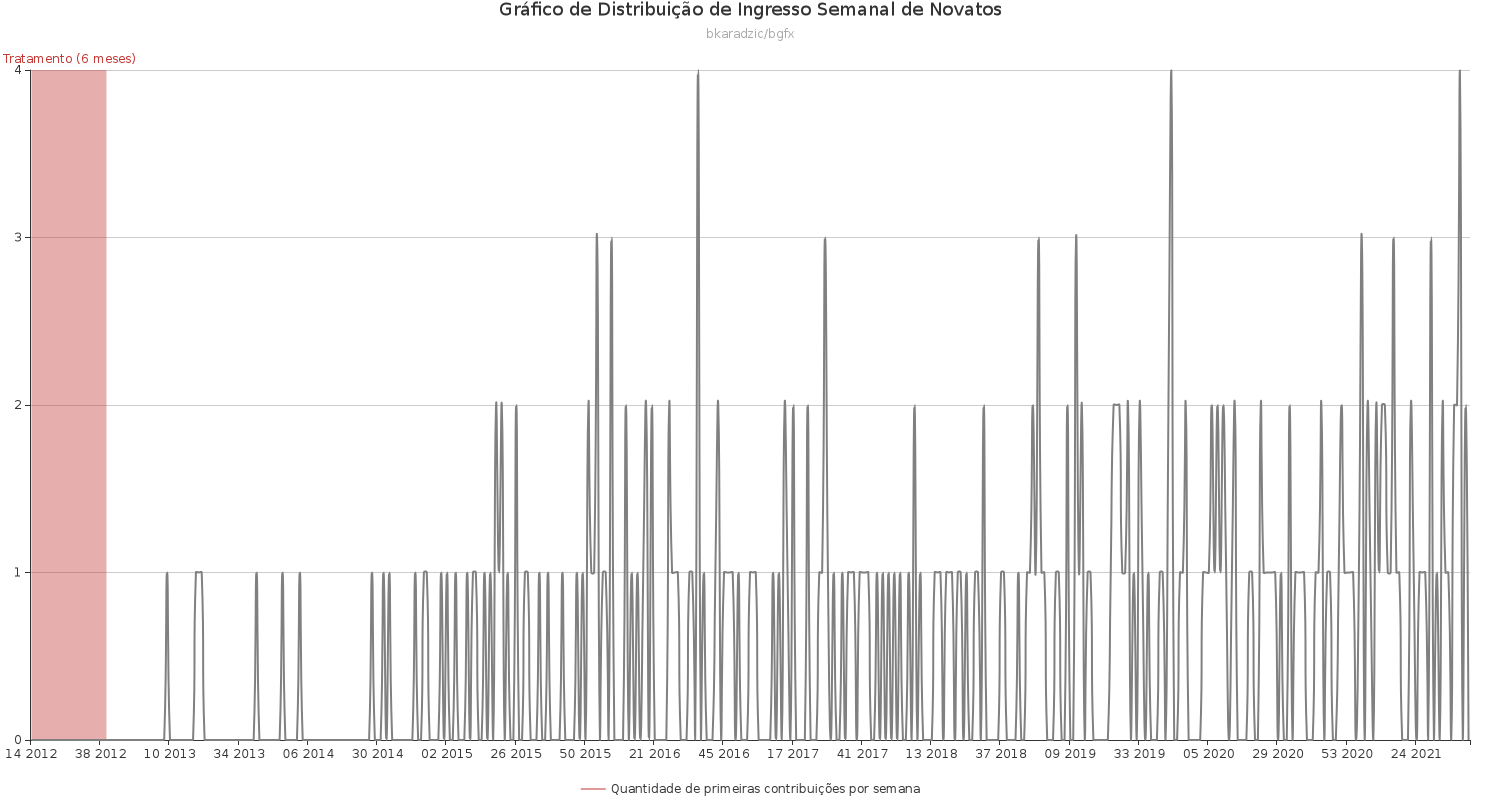 Gráfico de Distribuição de Ingresso Semanal de Novatos
bkaradzic/bgfx
Tratamento (6 meses)
4
3
2
1
0
14 2012 38 2012 10 2013 34 2013 06 2014 30 2014 02 2015 26 2015 50 2015 21 2016 45 2016 17 2017 41 2017 13 2018 37 2018 09 2019 33 2019 05 2020 29 2020 53 2020 24 2021
Quantidade de primeiras contribuições por semana